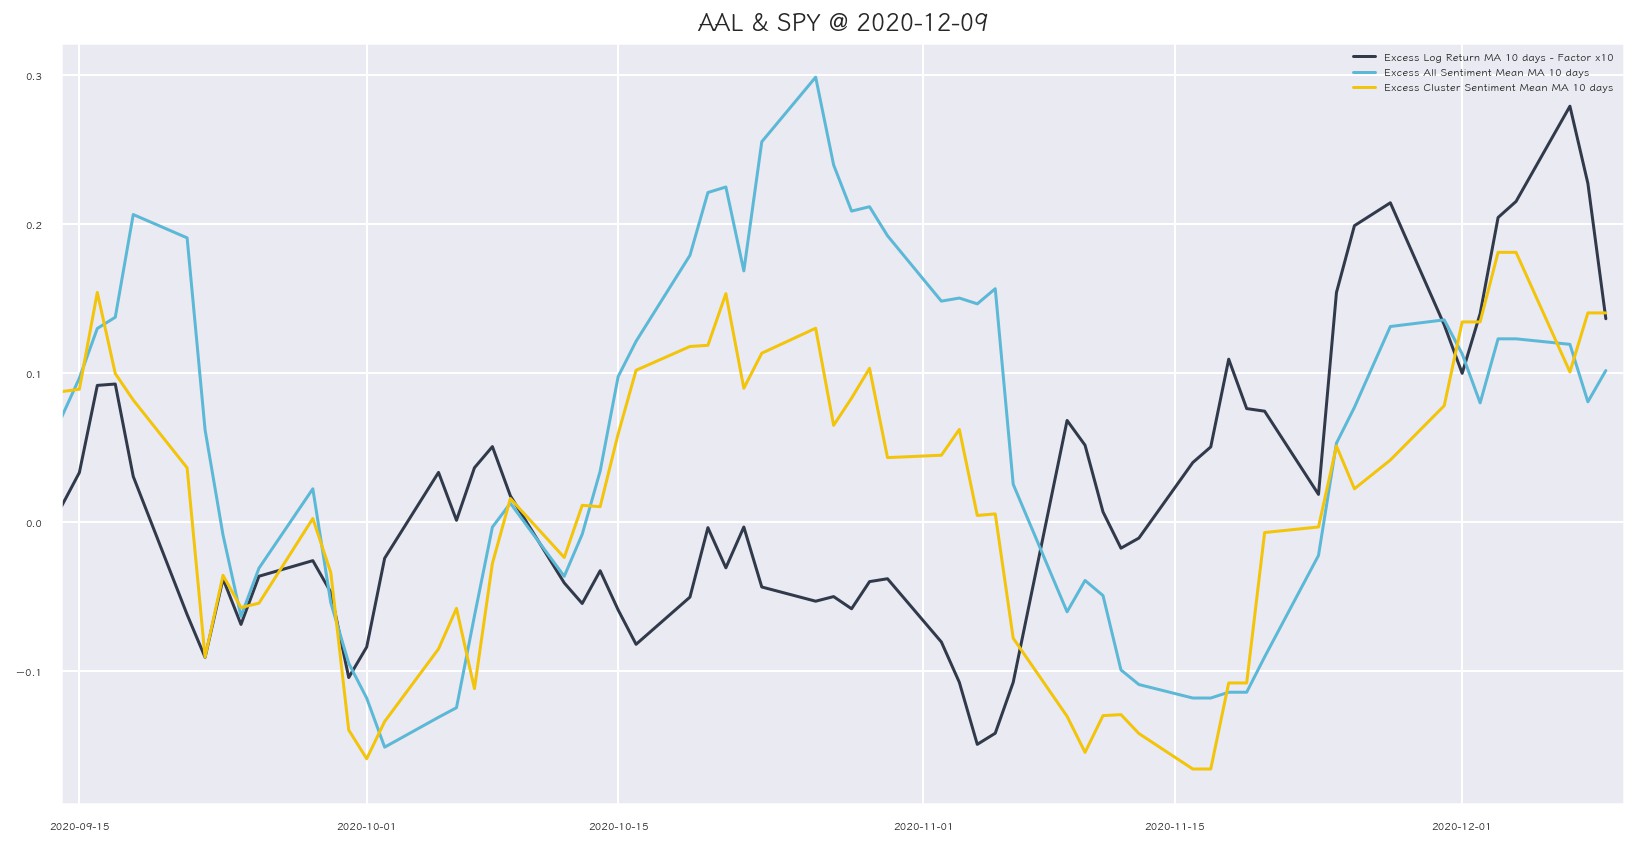 AAL & SPY @ 2020-12-09
Excess Log Return MA 10 days - Factor x10
Excess All Sentiment Mean MA 10 days
Excess Cluster Sentiment Mean MA 10 days
0.3
0.2
0.1
0.0
−0.1
2020-09-15 2020-10-01 2020-10-15 2020-11-01 2020-11-15 2020-12-01